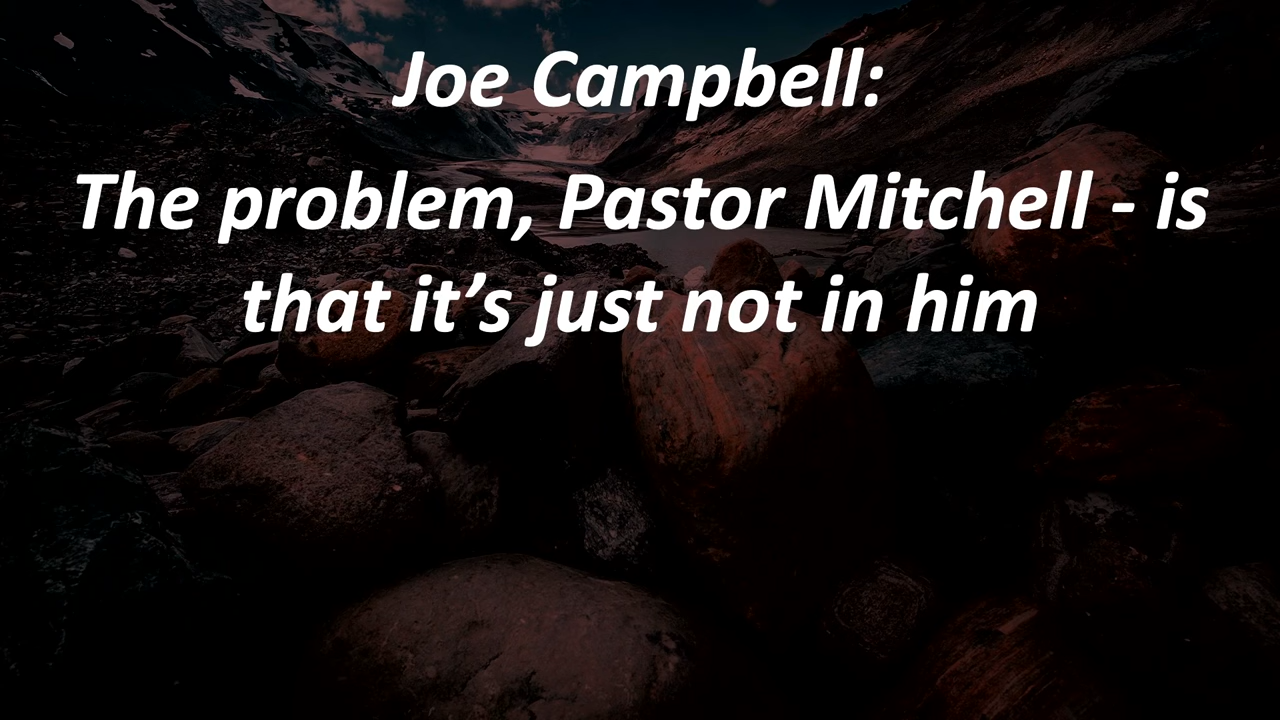 Joe Campbell:
The problem, Pastor Mitchell - is
that it’s just not in him